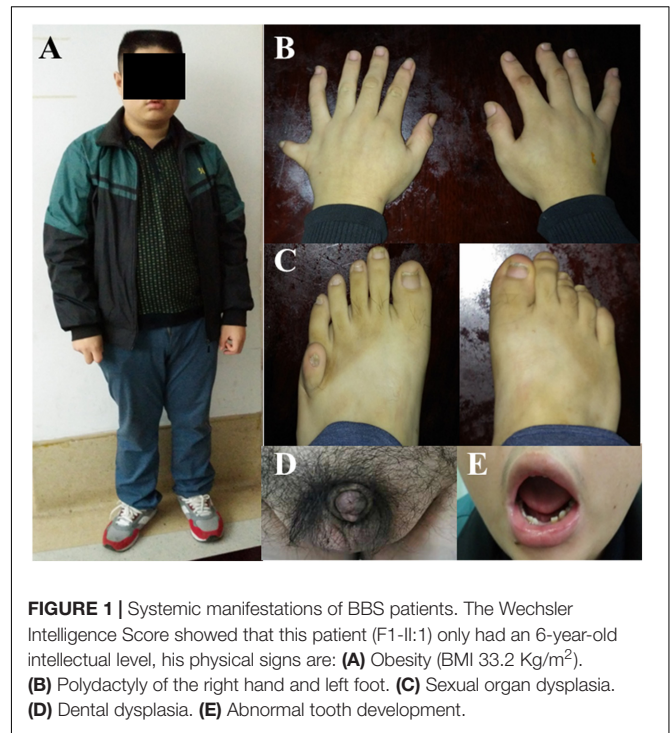 A
B
C
D
E
FIGURE 1 | Systemic manifestations of BBS patients. The Wechsler
Intelligence Score showed that this patient (F1-II:1) only had an 6-year-old
intellectual level, his physical signs are: (A) Obesity (BMI 33.2 Kg/m²).
(B) Polydactyly of the right hand and left foot. (C) Sexual organ dysplasia.
(D) Dental dysplasia. (E) Abnormal tooth development.